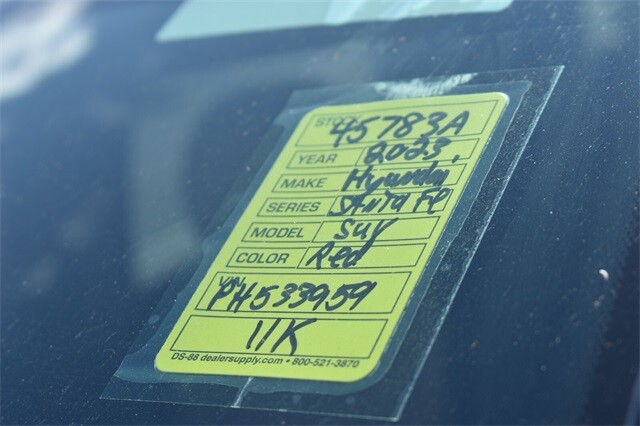 STOCK 45783A
YEAR 2023
MAKE Hyundai
SERIES Santa Fe
MODEL SUV
COLOR Red
VIN PH533959
11K
DS-88 dealersupply.com • 800-521-3870